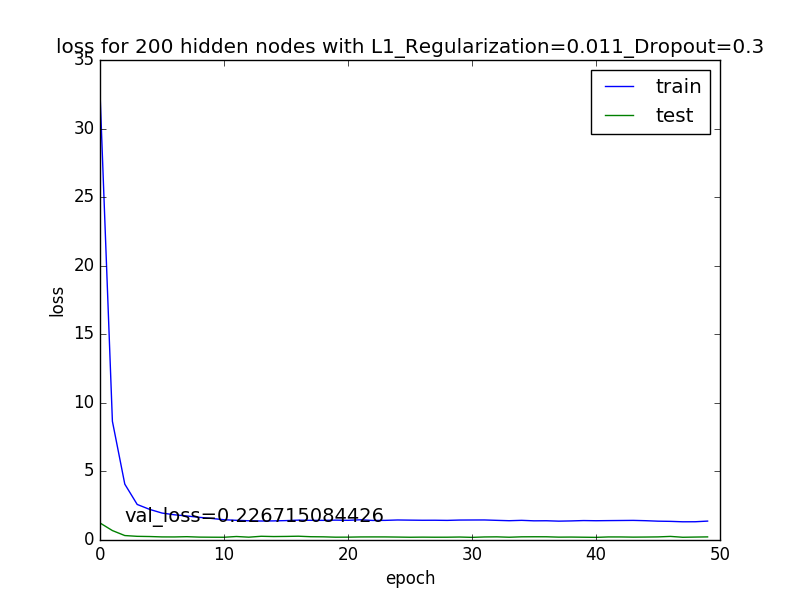 loss for 200 hidden nodes with L1_Regularization=0.011_Dropout=0.3
35
30
25
20
15
10
5
0
loss
train
test
val_loss=0.226715084426
0 10 20 30 40 50
epoch